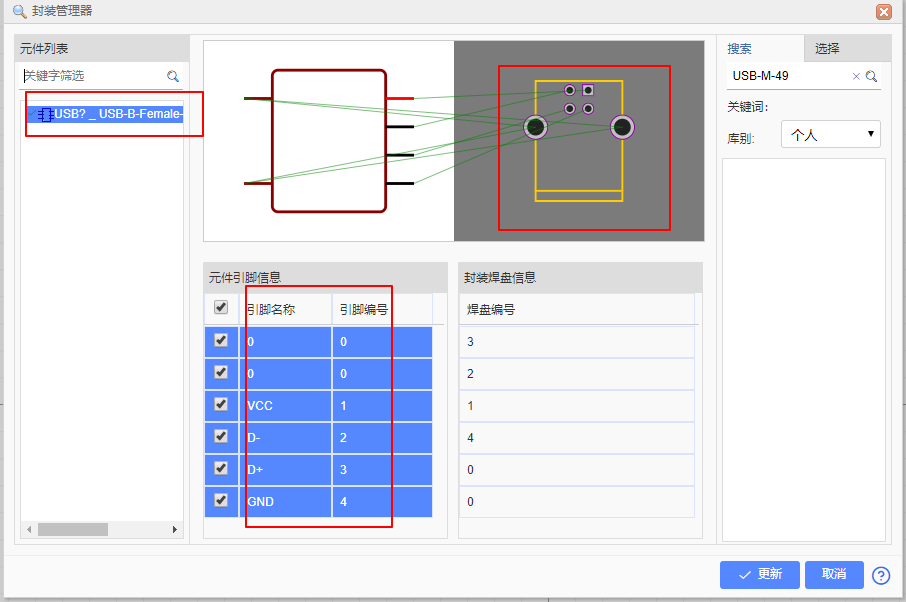 封装管理器
元件列表
关键字筛选
USB? _ USB-B-Female-
搜索
选择
USB-M-49
关键词:
库别:
个人
元件引脚信息
引脚名称 引脚编号
0 0
0 0
VCC 1
D- 2
D+ 3
GND 4
封装焊盘信息
焊盘编号
3
2
1
4
0
0
更新
取消
?